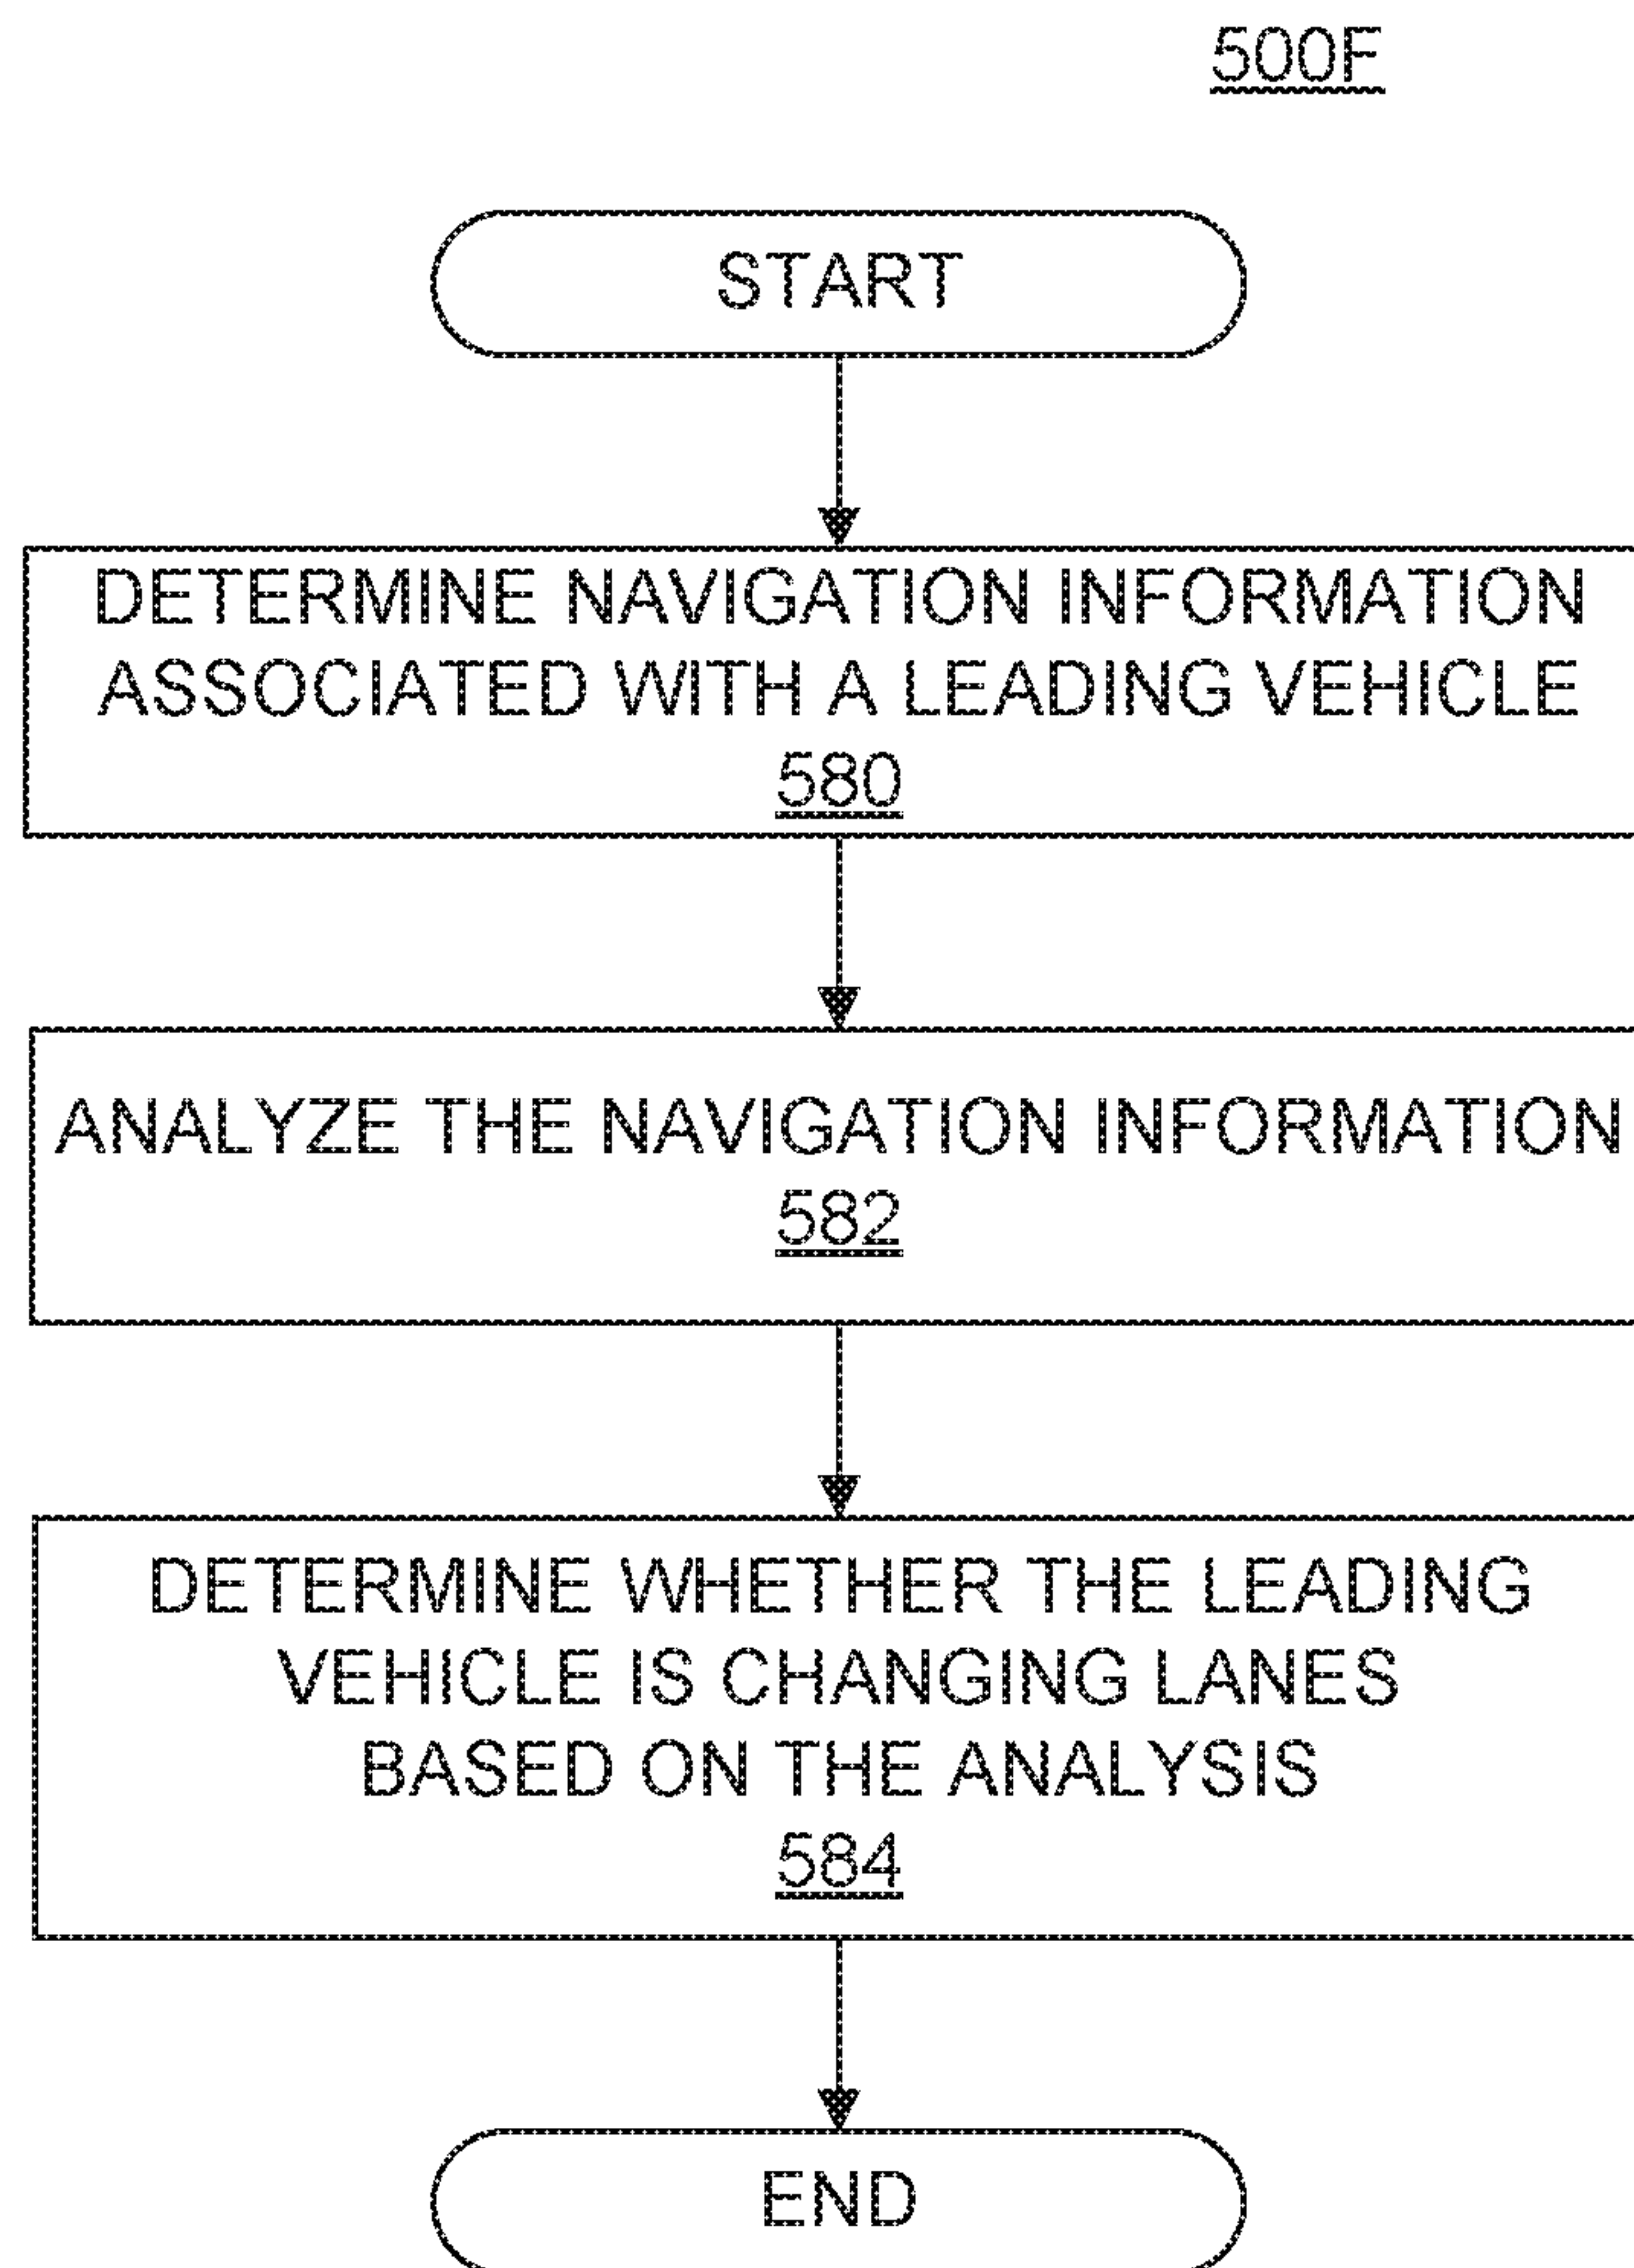 500F
START
DETERMINE NAVIGATION INFORMATION
ASSOCIATED WITH A LEADING VEHICLE
580
ANALYZE THE NAVIGATION INFORMATION
582
DETERMINE WHETHER THE LEADING
VEHICLE IS CHANGING LANES
BASED ON THE ANALYSIS
584
END